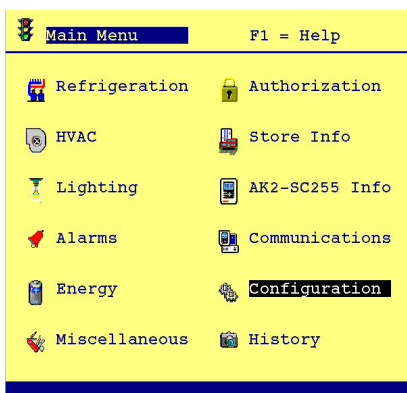 Main Menu F1 = Help
Refrigeration Authorization
HVAC Store Info
Lighting AK2-SC255 Info
Alarms Communications
Energy Configuration
Miscellaneous History